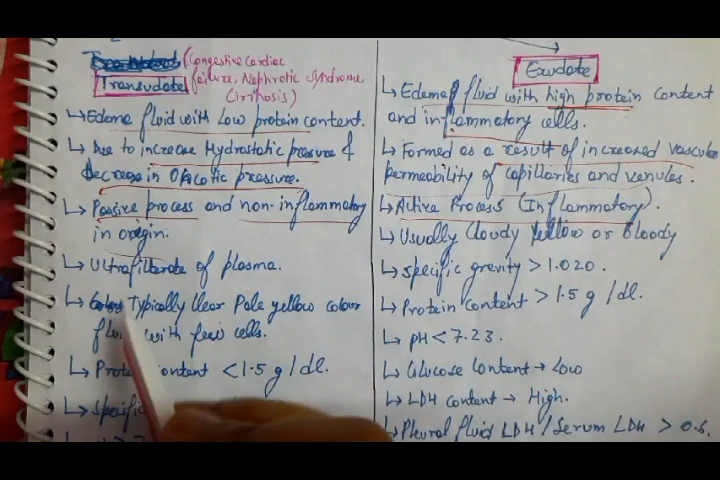 (Congestive Cardiac
Transudate failure, Nephrotic Syndrome,
Cirrhosis)
↳ Edema fluid with Low protein content.
↳ Due to increase Hydrostatic pressure &
decrease in Oncotic pressure.
↳ Passive process and non-inflammatory
in origin.
↳ Ultrafilterate of plasma.
↳ Typically Clear Pale yellow colour
fluid with few cells.
↳ Protein content < 1.5 g/dl.
↳ Specific
Exudate
↳ Edema fluid with high protein content
and inflammatory cells.
↳ Formed as a result of increased vascular
permeability of capillaries and venules.
↳ Active Process (Inflammatory).
↳ Usually Cloudy Yellow or Bloody
↳ specific gravity > 1.020.
↳ Protein content > 1.5 g/dl.
↳ pH < 7.23.
↳ Glucose Content → Low
↳ LDH content → High.
↳ Pleural fluid LDH / Serum LDH > 0.6.